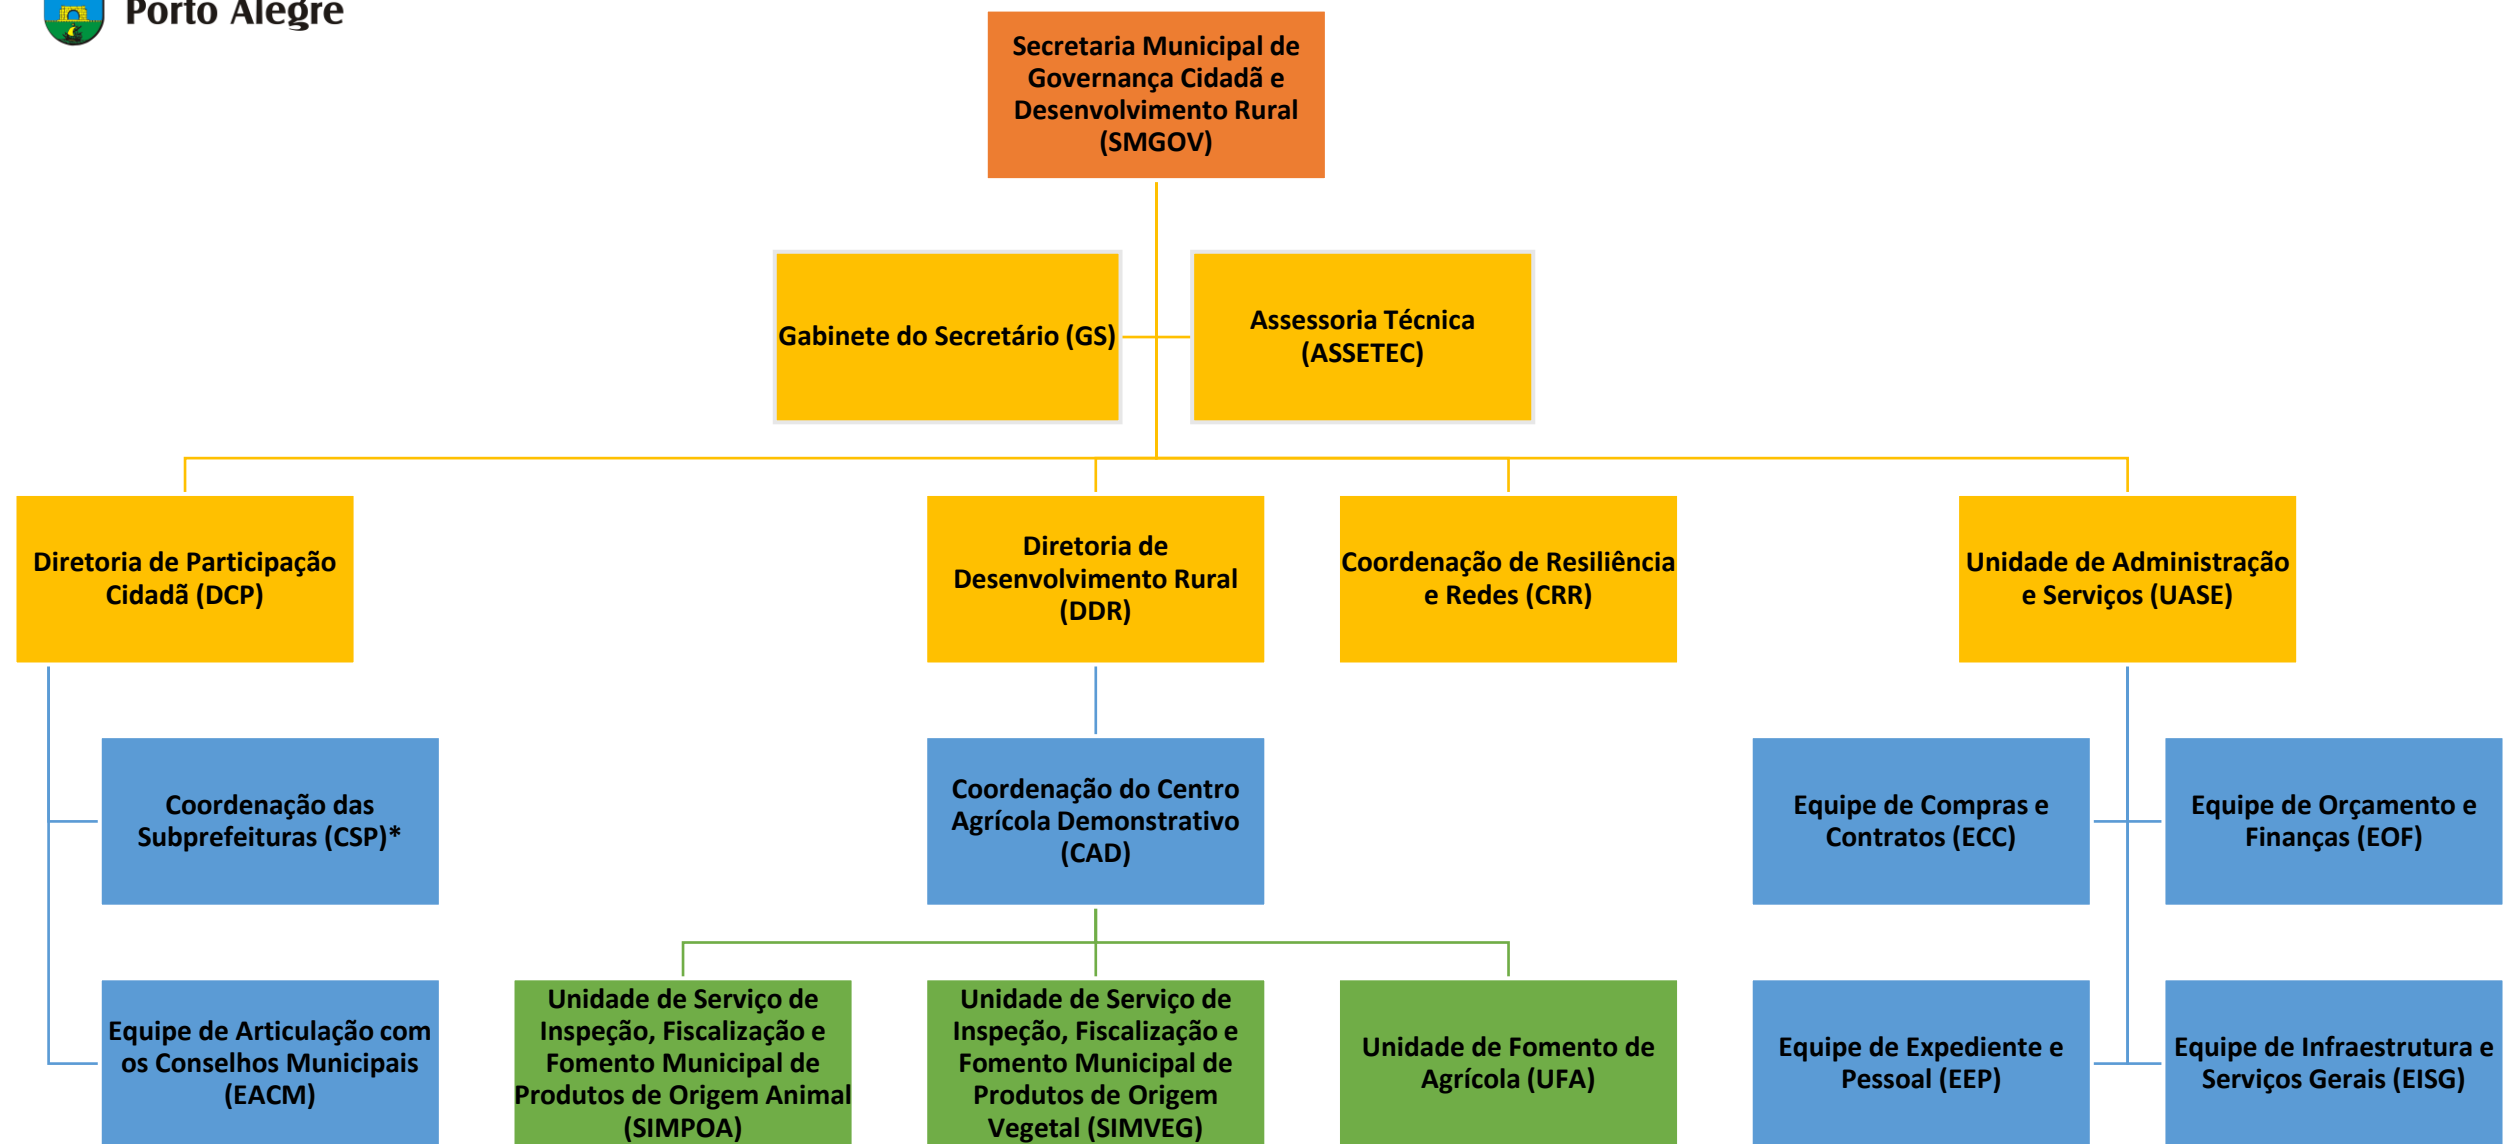 Porto Alegre
Secretaria Municipal de
Governança Cidadã e
Desenvolvimento Rural
(SMGOV)
Gabinete do Secretário (GS)
Assessoria Técnica
(ASSETEC)
Diretoria de Participação
Cidadã (DCP)
Diretoria de
Desenvolvimento Rural
(DDR)
Coordenação de Resiliência
e Redes (CRR)
Unidade de Administração
e Serviços (UASE)
Coordenação das
Subprefeituras (CSP)*
Coordenação do Centro
Agrícola Demonstrativo
(CAD)
Equipe de Compras e
Contratos (ECC)
Equipe de Orçamento e
Finanças (EOF)
Equipe de Articulação com
os Conselhos Municipais
(EACM)
Unidade de Serviço de
Inspeção, Fiscalização e
Fomento Municipal de
Produtos de Origem Animal
(SIMPOA)
Unidade de Serviço de
Inspeção, Fiscalização e
Fomento Municipal de
Produtos de Origem
Vegetal (SIMVEG)
Unidade de Fomento de
Agrícola (UFA)
Equipe de Expediente e
Pessoal (EEP)
Equipe de Infraestrutura e
Serviços Gerais (EISG)